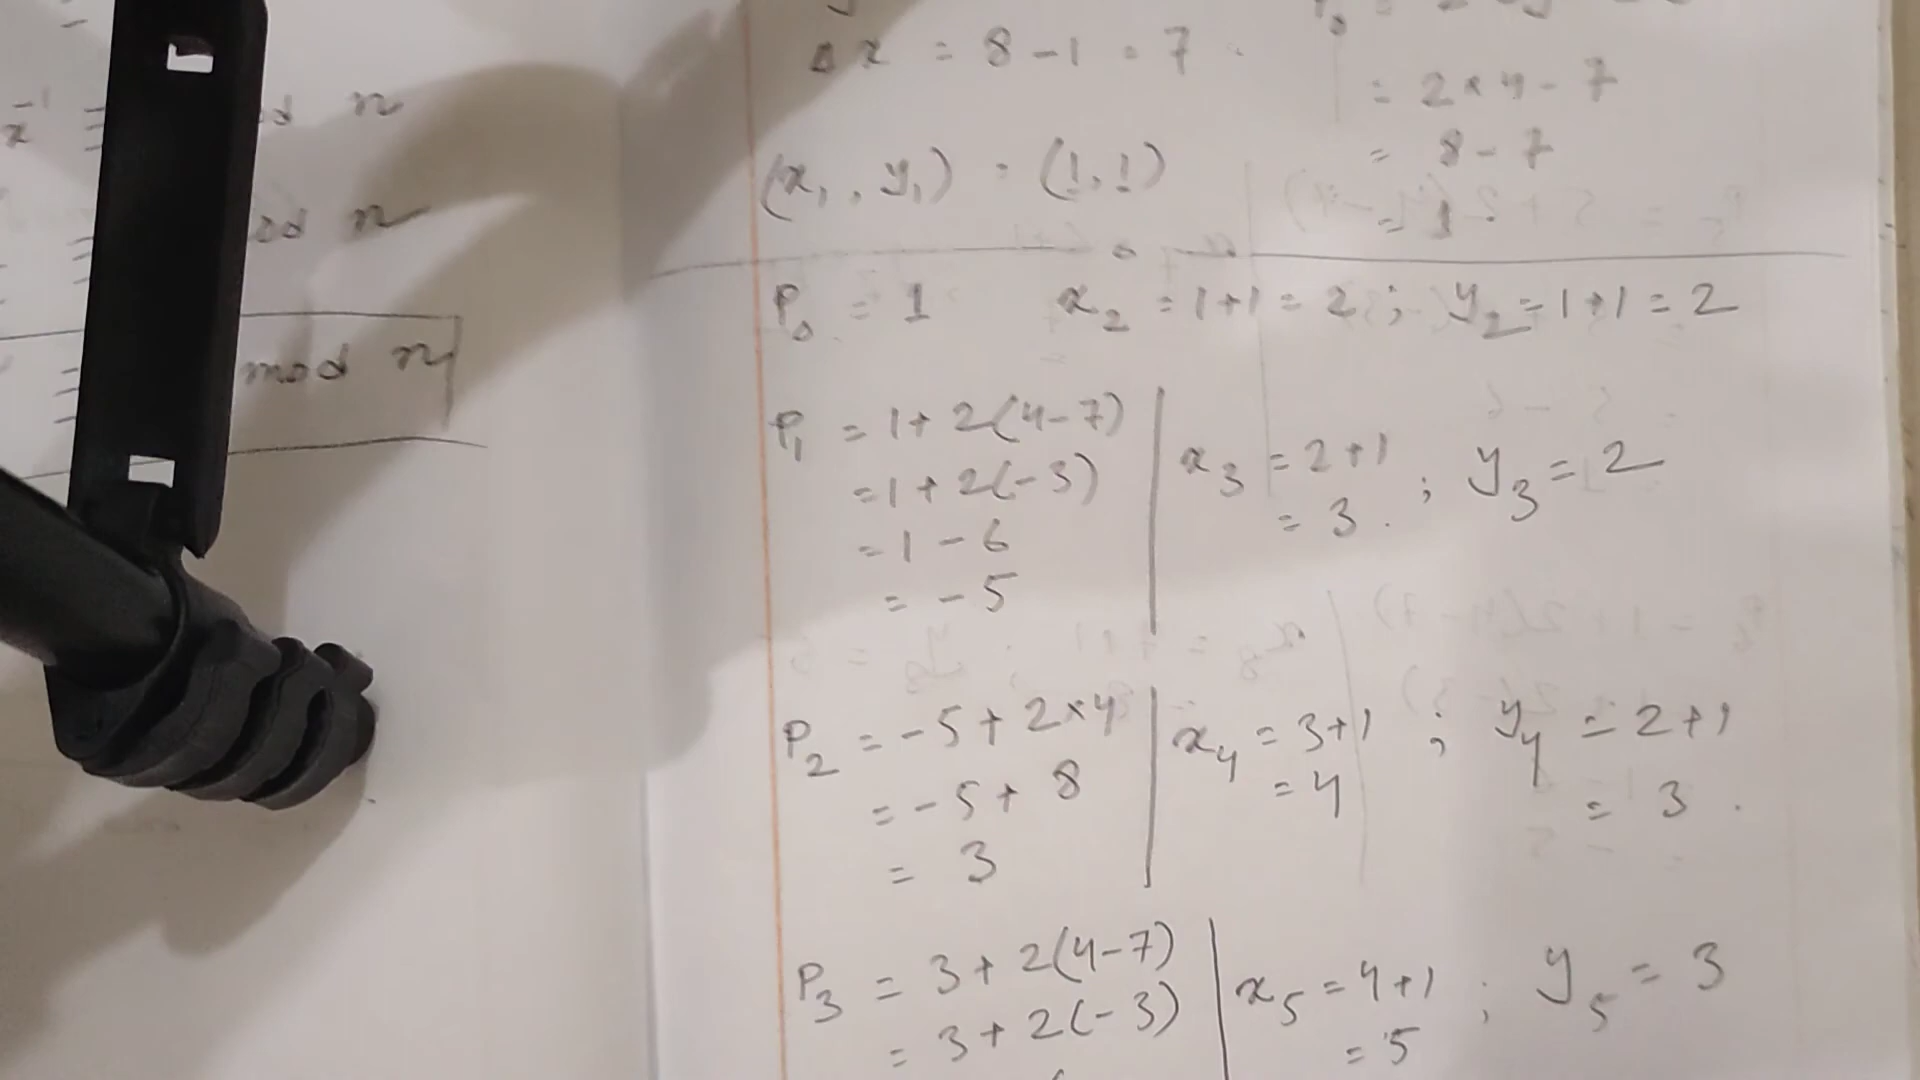 x⁻¹ ≡ mod n
≡ mod n
≡ mod n
Δx = 8 - 1 = 7
= 2 × 4 - 7
= 8 - 7
= 1
(x₁, y₁) = (1, 1)
P₀ = 1 x₂ = 1+1 = 2 ; y₂ = 1+1 = 2
P₁ = 1 + 2(4-7)
= 1 + 2(-3)
= 1 - 6
= - 5
x₃ = 2+1 ; y₃ = 2
= 3.
P₂ = -5 + 2×4
= -5 + 8
= 3
x₄ = 3+1 ; y₄ = 2+1
= 4 = 3.
P₃ = 3 + 2(4-7)
= 3 + 2(-3)
x₅ = 4+1 ; y₅ = 3
= 5